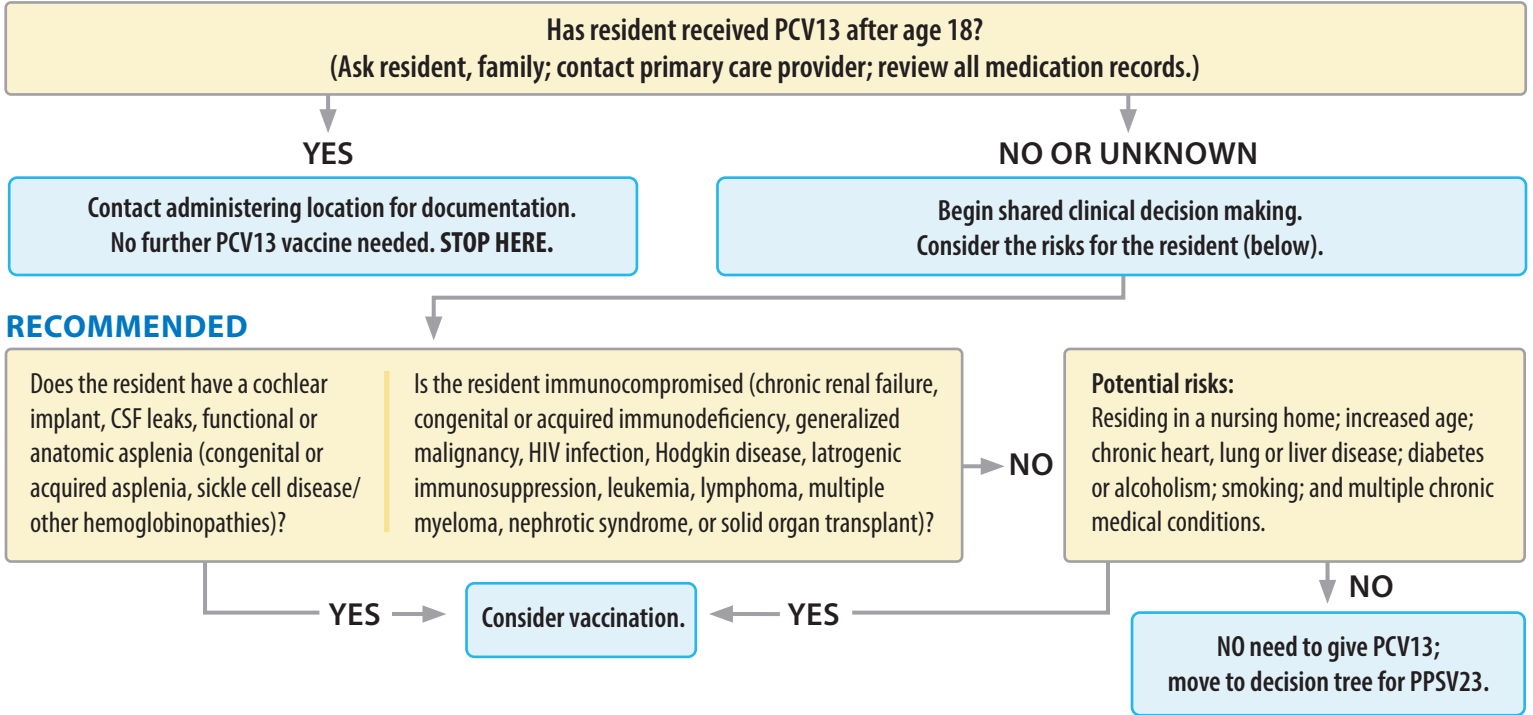 Has resident received PCV13 after age 18?
(Ask resident, family; contact primary care provider; review all medication records.)
YES
NO OR UNKNOWN
Contact administering location for documentation.
No further PCV13 vaccine needed. STOP HERE.
Begin shared clinical decision making.
Consider the risks for the resident (below).
RECOMMENDED
Does the resident have a cochlear
implant, CSF leaks, functional or
anatomic asplenia (congenital or
acquired asplenia, sickle cell disease/
other hemoglobinopathies)?
Is the resident immunocompromised (chronic renal failure,
congenital or acquired immunodeficiency, generalized
malignancy, HIV infection, Hodgkin disease, Iatrogenic
immunosuppression, leukemia, lymphoma, multiple
myeloma, nephrotic syndrome, or solid organ transplant)?
NO
Potential risks:
Residing in a nursing home; increased age;
chronic heart, lung or liver disease; diabetes
or alcoholism; smoking; and multiple chronic
medical conditions.
YES
Consider vaccination.
YES
NO
NO need to give PCV13;
move to decision tree for PPSV23.